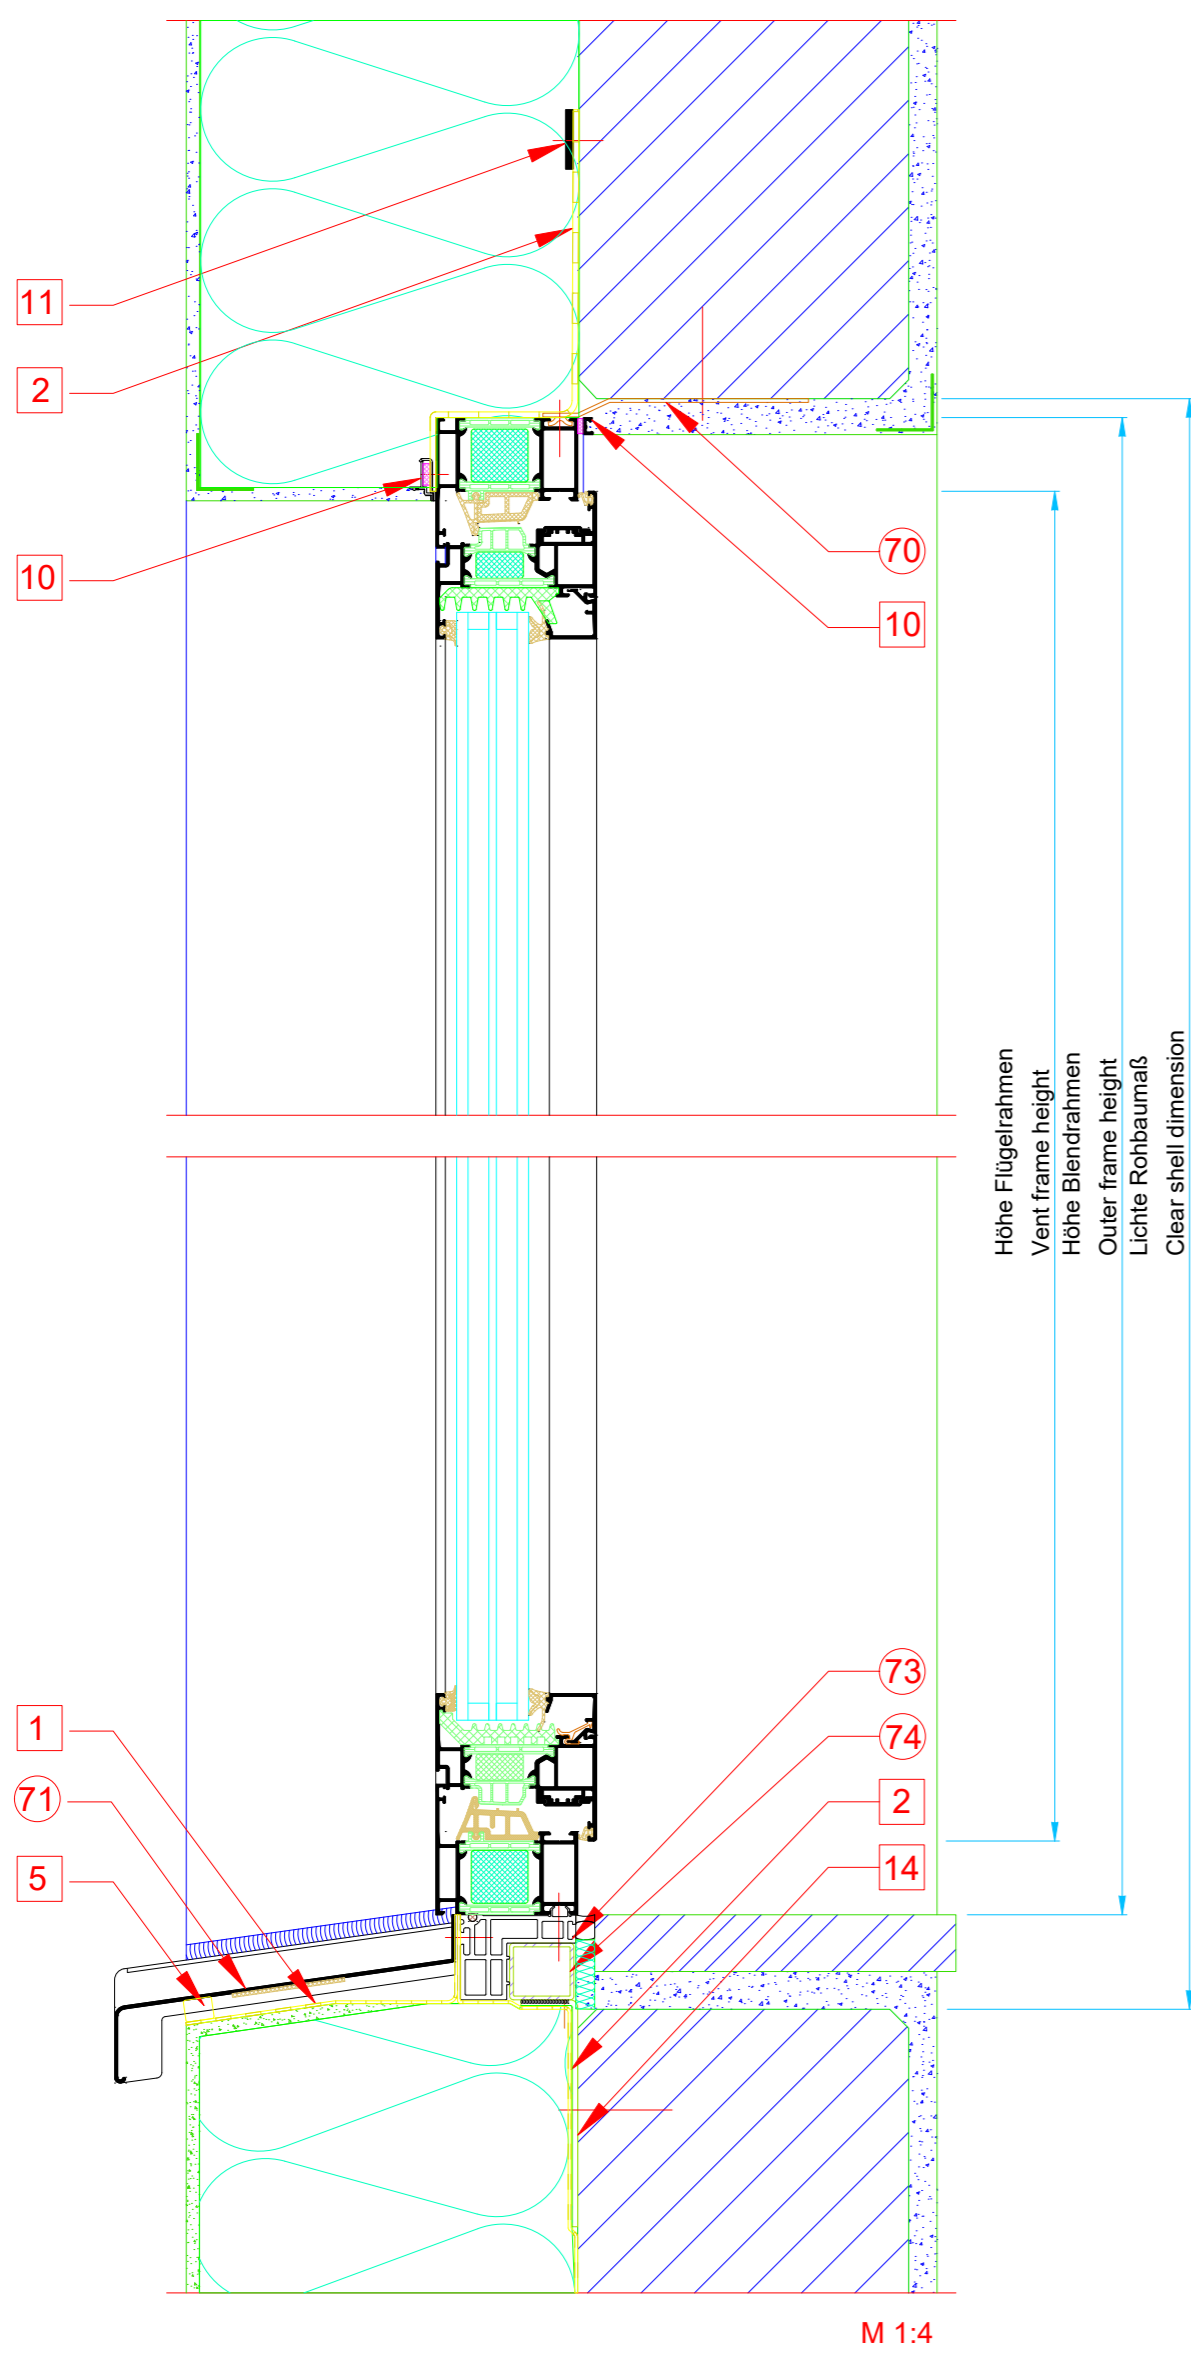 11
2
10
70
10
Höhe Flügelrahmen
Vent frame height
Höhe Blendrahmen
Outer frame height
Lichte Rohbaumaß
Clear shell dimension
1
71
5
73
74
2
14
M 1:4